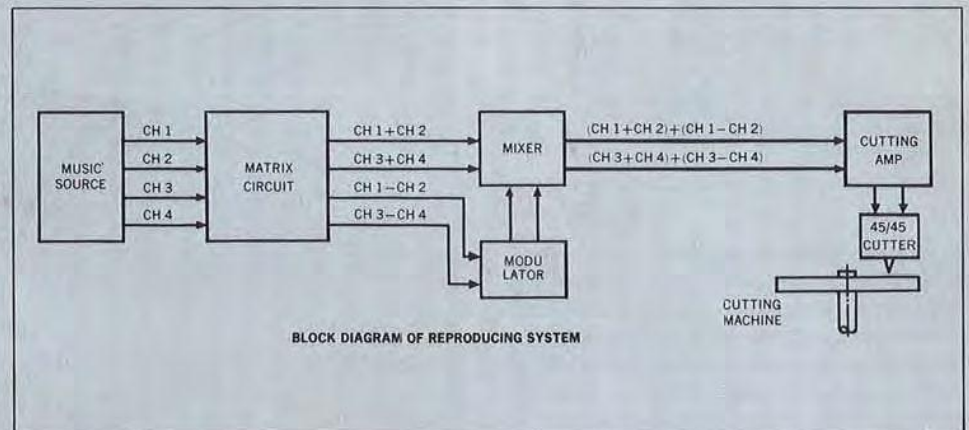 MUSIC
SOURCE
CH 1
CH 2
CH 3
CH 4
MATRIX
CIRCUIT
CH 1+CH 2
CH 3+CH 4
CH 1−CH 2
CH 3−CH 4
MIXER
MODU
LATOR
(CH 1+CH 2)+(CH 1−CH 2)
(CH 3+CH 4)+(CH 3−CH 4)
CUTTING
AMP
45/45
CUTTER
CUTTING
MACHINE
BLOCK DIAGRAM OF REPRODUCING SYSTEM